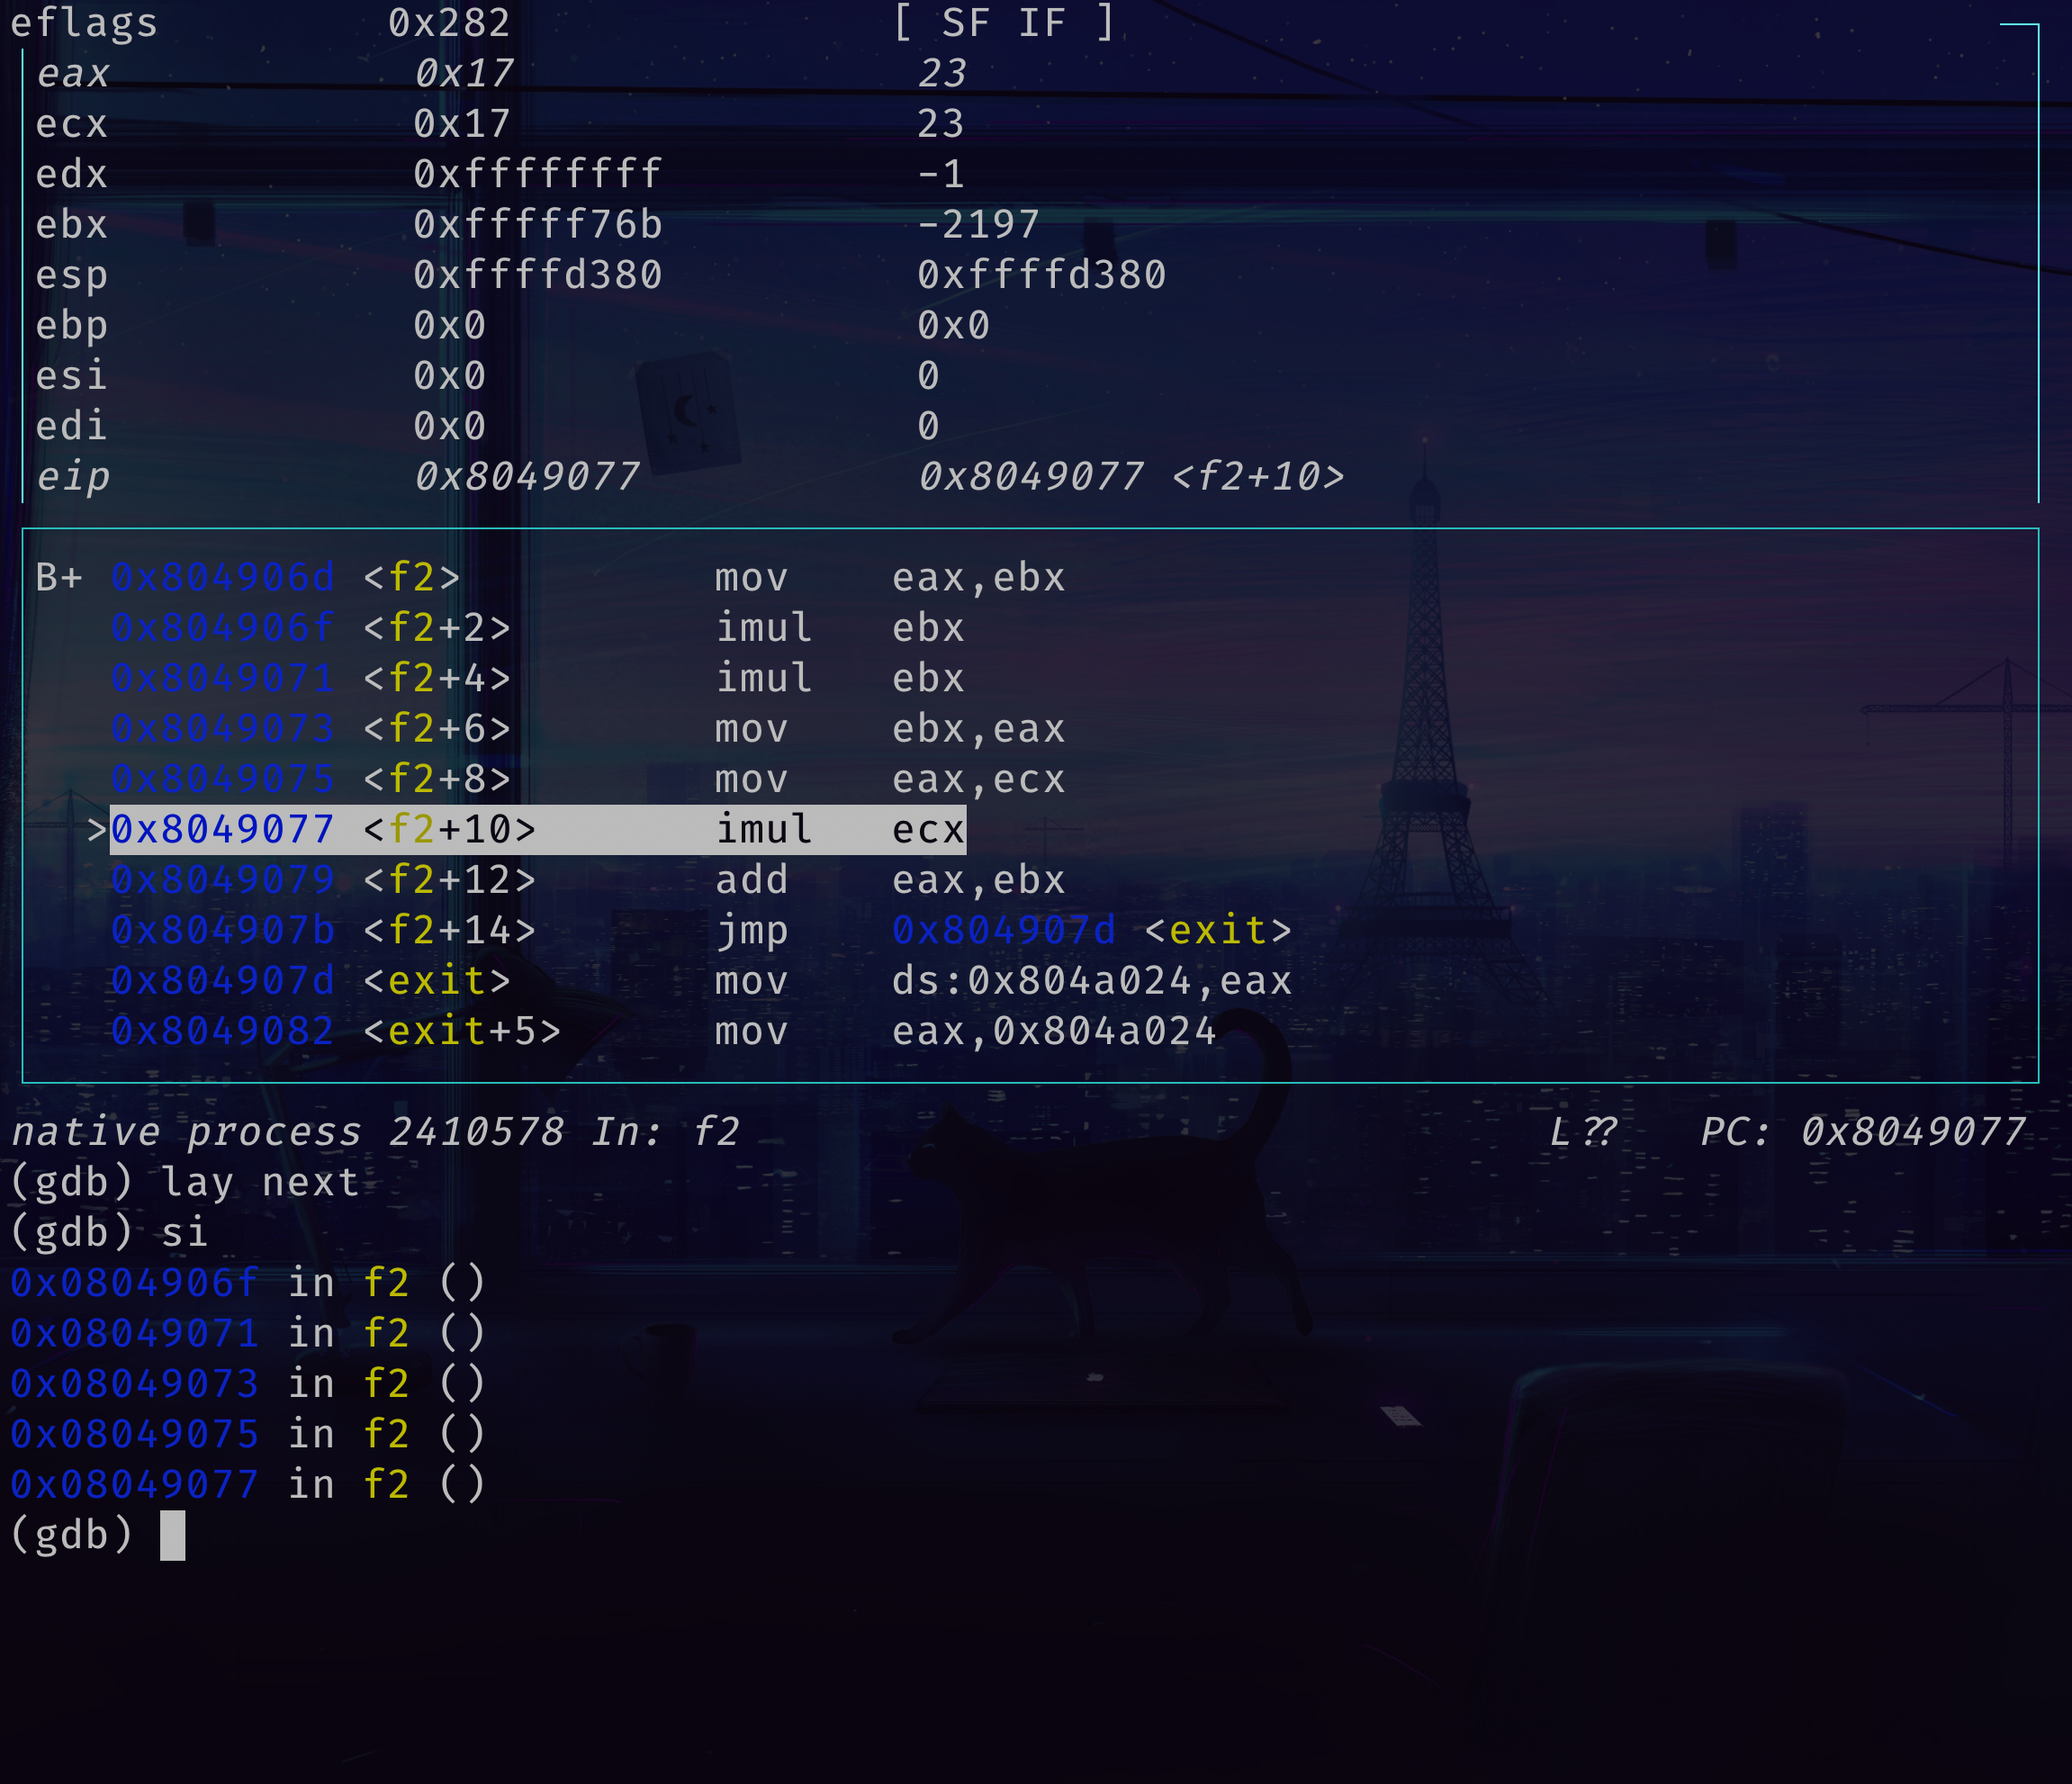 eflags 0x282 [ SF IF ]
eax 0x17 23
ecx 0x17 23
edx 0xffffffff -1
ebx 0xfffff76b -2197
esp 0xffffd380 0xffffd380
ebp 0x0 0x0
esi 0x0 0
edi 0x0 0
eip 0x8049077 0x8049077 <f2+10>
B+ 0x804906d <f2> mov eax,ebx
0x804906f <f2+2> imul ebx
0x8049071 <f2+4> imul ebx
0x8049073 <f2+6> mov ebx,eax
0x8049075 <f2+8> mov eax,ecx
>0x8049077 <f2+10> imul ecx
0x8049079 <f2+12> add eax,ebx
0x804907b <f2+14> jmp 0x804907d <exit>
0x804907d <exit> mov ds:0x804a024,eax
0x8049082 <exit+5> mov eax,0x804a024
native process 2410578 In: f2 L?? PC: 0x8049077
(gdb) lay next
(gdb) si
0x0804906f in f2 ()
0x08049071 in f2 ()
0x08049073 in f2 ()
0x08049075 in f2 ()
0x08049077 in f2 ()
(gdb)